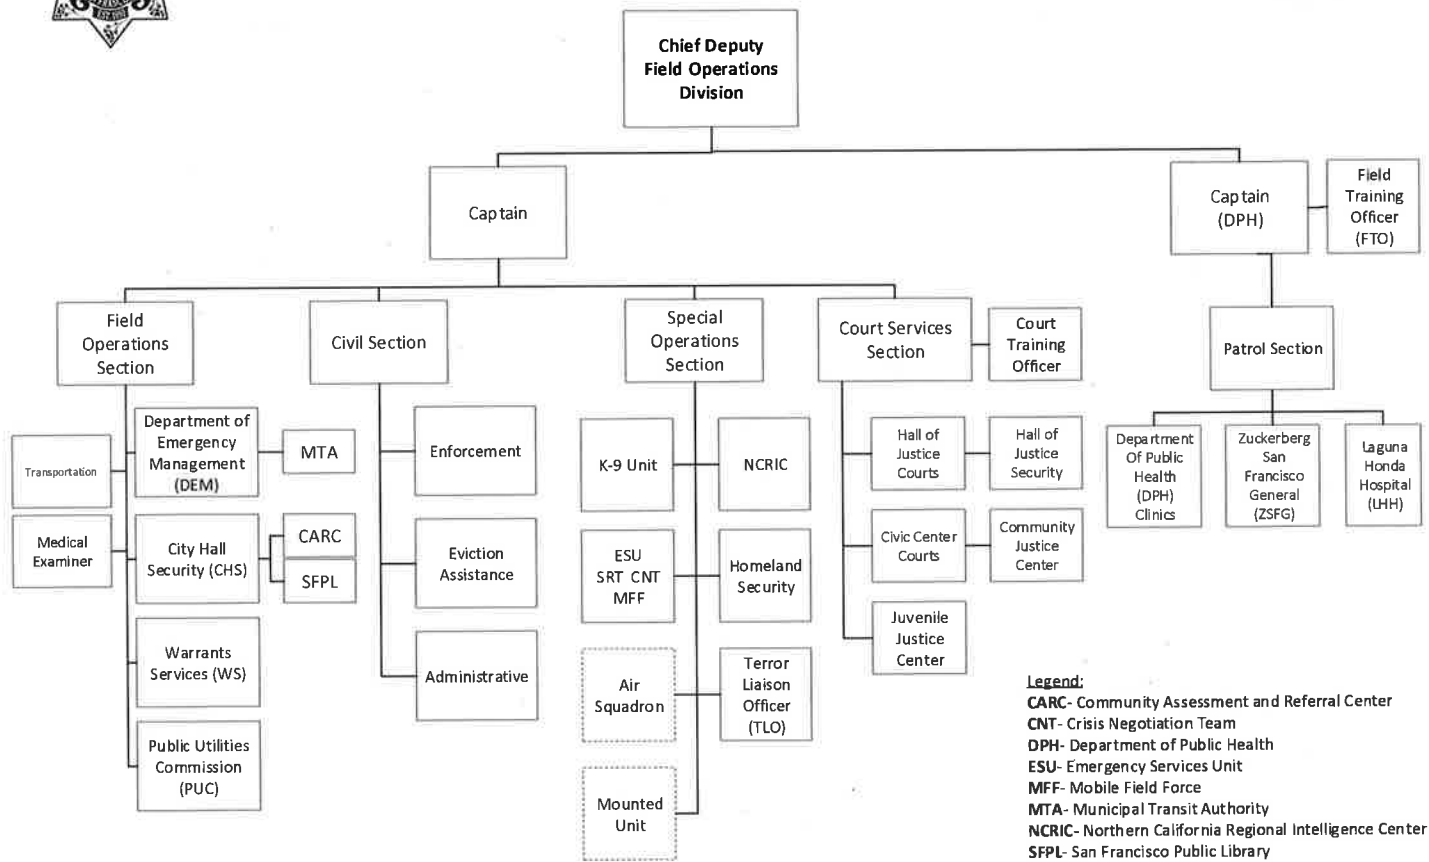 EST. 1850
Chief Deputy
Field Operations
Division
Captain
Captain
(DPH)
Field
Training
Officer
(FTO)
Field
Operations
Section
Civil Section
Special
Operations
Section
Court Services
Section
Court
Training
Officer
Patrol Section
Transportation
Department of
Emergency
Management
(DEM)
MTA
Medical
Examiner
City Hall
Security (CHS)
CARC
SFPL
Warrants
Services (WS)
Public Utilities
Commission
(PUC)
Enforcement
Eviction
Assistance
Administrative
K-9 Unit
NCRIC
ESU
SRT CNT
MFF
Homeland
Security
Air
Squadron
Terror
Liaison
Officer
(TLO)
Mounted
Unit
Hall of
Justice
Courts
Hall of
Justice
Security
Civic Center
Courts
Community
Justice
Center
Juvenile
Justice
Center
Department
Of Public
Health
(DPH)
Clinics
Zuckerberg
San
Francisco
General
(ZSFG)
Laguna
Honda
Hospital
(LHH)
Legend:
CARC- Community Assessment and Referral Center
CNT- Crisis Negotiation Team
DPH- Department of Public Health
ESU- Emergency Services Unit
MFF- Mobile Field Force
MTA- Municipal Transit Authority
NCRIC- Northern California Regional Intelligence Center
SFPL- San Francisco Public Library